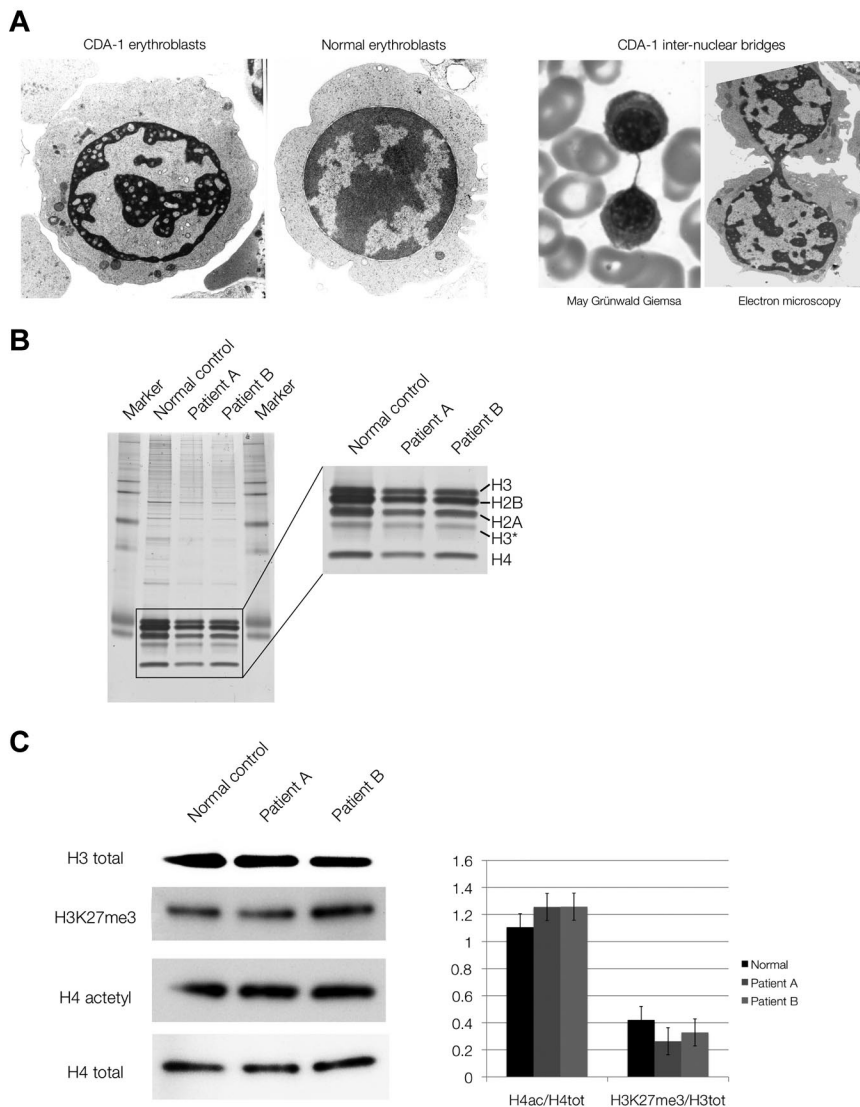 A
CDA-1 erythroblasts
Normal erythroblasts
CDA-1 inter-nuclear bridges
May Grünwald Giemsa
Electron microscopy
B
Marker
Normal control
Patient A
Patient B
Marker
Normal control
Patient A
Patient B
H3
H2B
H2A
H3*
H4
C
Normal control
Patient A
Patient B
H3 total
H3K27me3
H4 actetyl
H4 total
1.6
1.4
1.2
1
0.8
0.6
0.4
0.2
0
H4ac/H4tot
H3K27me3/H3tot
Normal
Patient A
Patient B